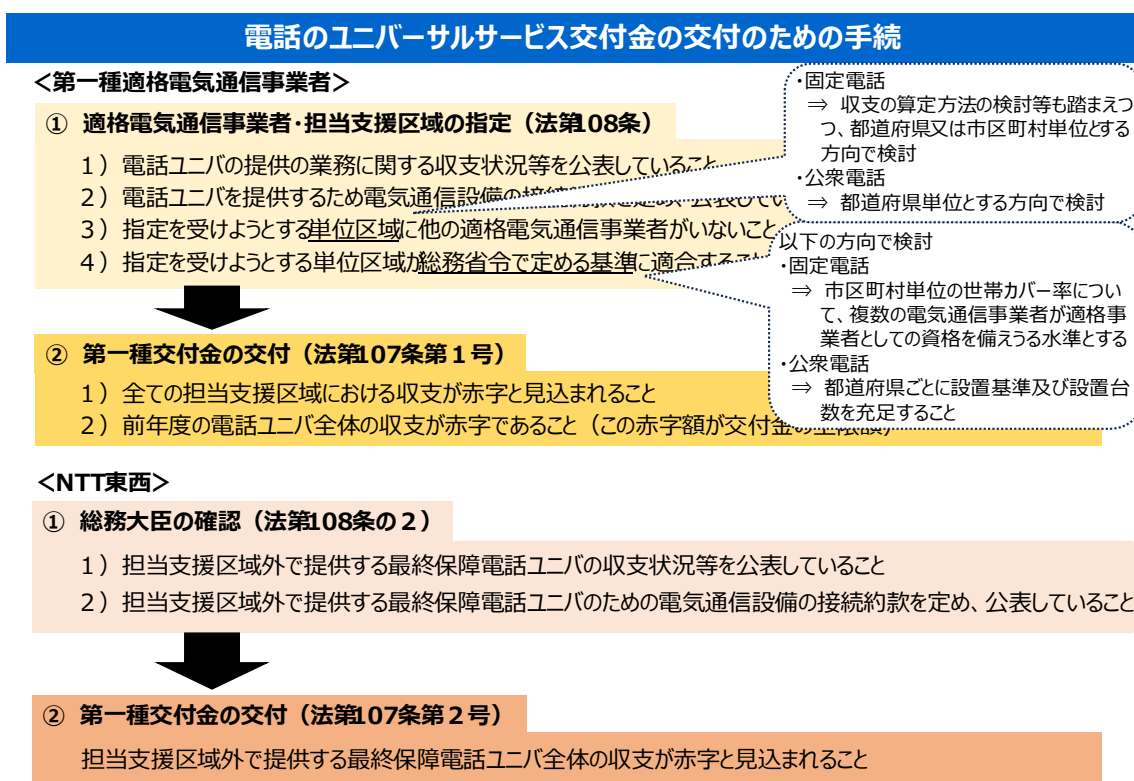 電話のユニバーサルサービス交付金の交付のための手続
<第一種適格電気通信事業者>
① 適格電気通信事業者・担当支援区域の指定（法第108条）
1）電話ユニバの提供の業務に関する収支状況等を公表していること
2）電話ユニバを提供するため電気通信設備の接続
3）指定を受けようとする単位区域に他の適格電気通信事業者がいないこと
4）指定を受けようとする単位区域が総務省令で定める基準に適合すること
・固定電話
⇒ 収支の算定方法の検討等も踏まえつ
つ、都道府県又は市区町村単位とする
方向で検討
・公衆電話
⇒ 都道府県単位とする方向で検討
以下の方向で検討
・固定電話
⇒ 市区町村単位の世帯カバー率につい
て、複数の電気通信事業者が適格事
業者としての資格を備えうる水準とする
・公衆電話
⇒ 都道府県ごとに設置基準及び設置台
数を充足すること
② 第一種交付金の交付（法第107条第１号）
1）全ての担当支援区域における収支が赤字と見込まれること
2）前年度の電話ユニバ全体の収支が赤字であること（この赤字額が交付金の上限額）
<NTT東西>
① 総務大臣の確認（法第108条の２）
1）担当支援区域外で提供する最終保障電話ユニバの収支状況等を公表していること
2）担当支援区域外で提供する最終保障電話ユニバのための電気通信設備の接続約款を定め、公表していること
② 第一種交付金の交付（法第107条第２号）
担当支援区域外で提供する最終保障電話ユニバ全体の収支が赤字と見込まれること